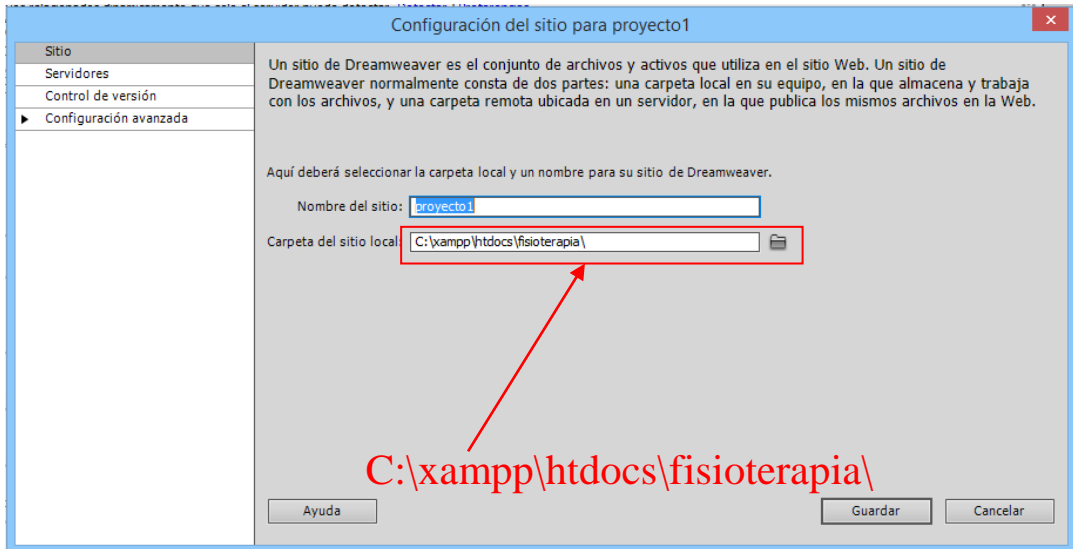 Configuración del sitio para proyecto1
Sitio
Servidores
Control de versión
Configuración avanzada
Un sitio de Dreamweaver es el conjunto de archivos y activos que utiliza en el sitio Web. Un sitio de
Dreamweaver normalmente consta de dos partes: una carpeta local en su equipo, en la que almacena y trabaja
con los archivos, y una carpeta remota ubicada en un servidor, en la que publica los mismos archivos en la Web.
Aquí deberá seleccionar la carpeta local y un nombre para su sitio de Dreamweaver.
Nombre del sitio: proyecto1
Carpeta del sitio local: C:\xampp\htdocs\fisioterapia\
C:\xampp\htdocs\fisioterapia\
Ayuda
Guardar
Cancelar